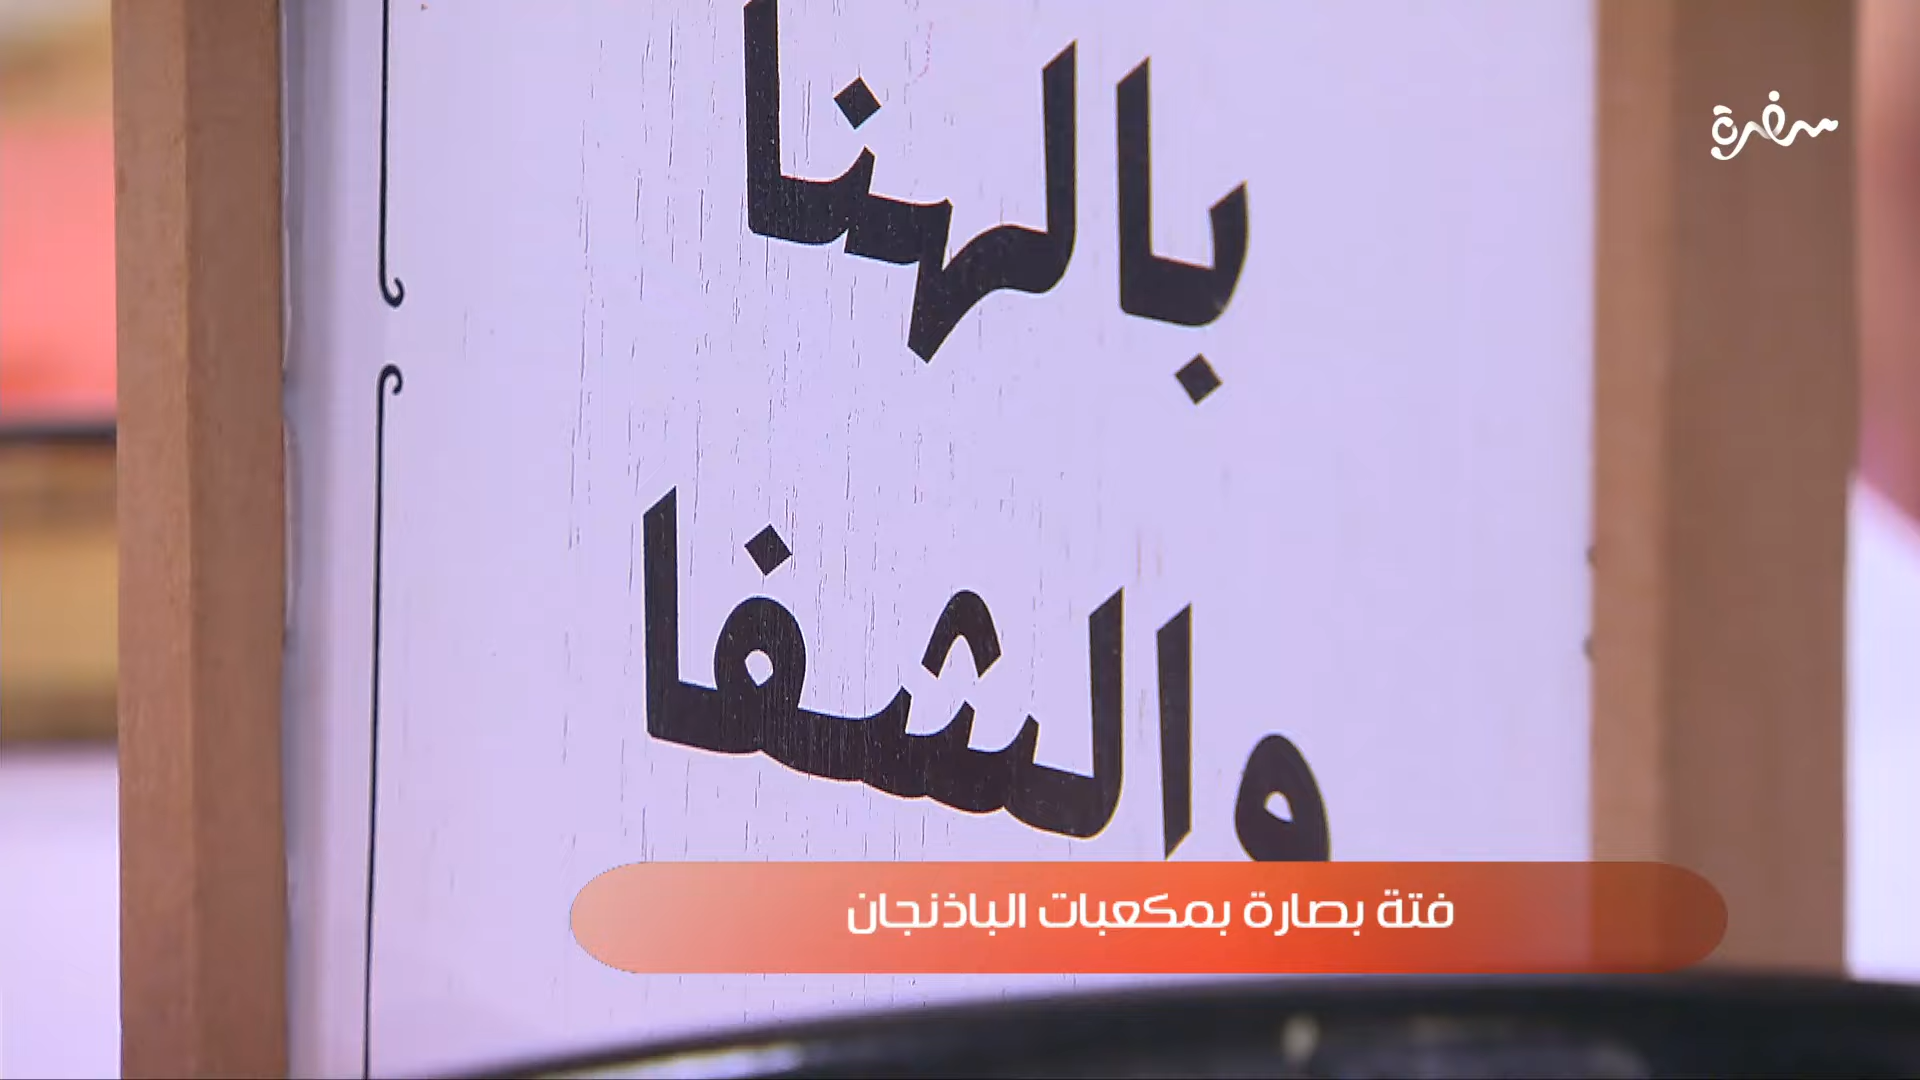 سفرة
بالهنا
والشفا
فتة بصارة بمكعبات الباذنجان